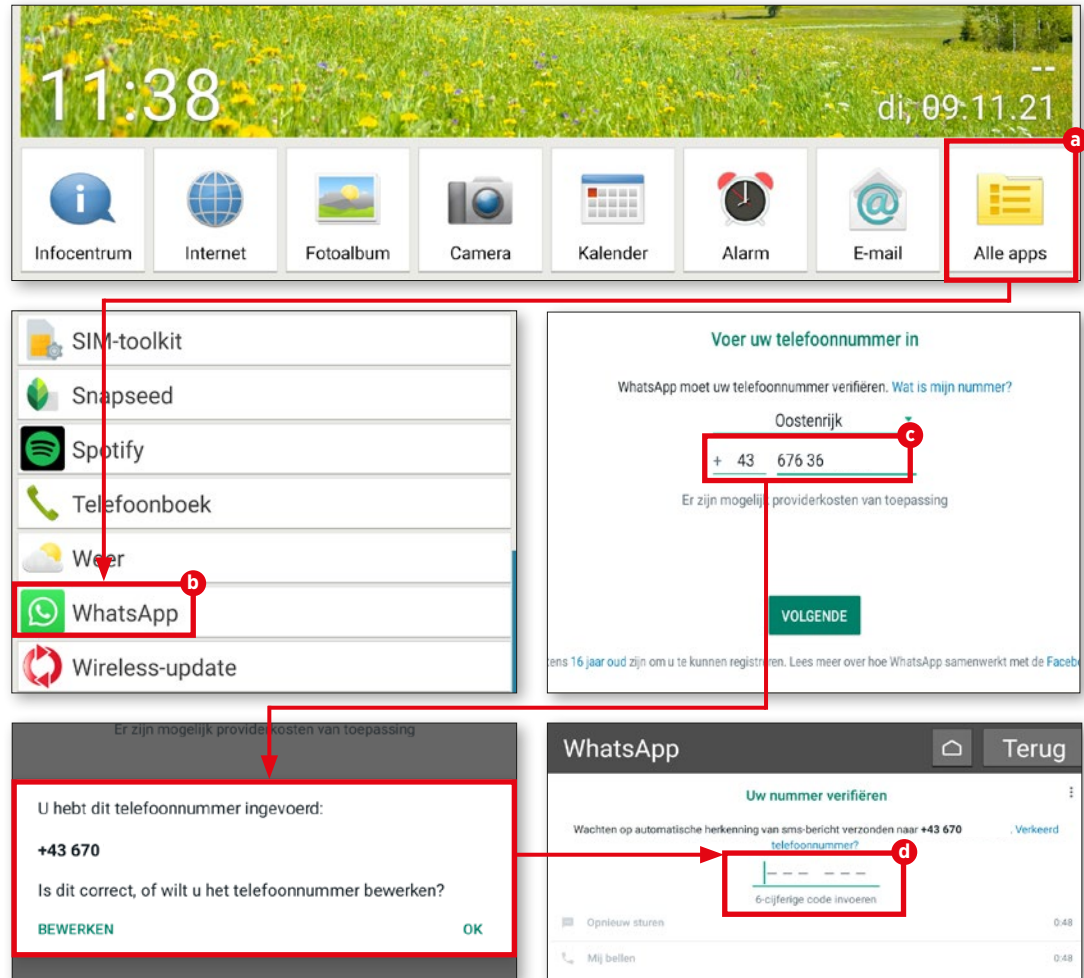 11:38
--
di, 09.11.21
a
Infocentrum
Internet
Fotoalbum
Camera
Kalender
Alarm
E-mail
Alle apps
SIM-toolkit
Snapseed
Spotify
Telefoonboek
Weer
b
WhatsApp
Wireless-update
Voer uw telefoonnummer in
WhatsApp moet uw telefoonnummer verifiëren. Wat is mijn nummer?
Oostenrijk
c
+ 43 676 36
Er zijn mogelijk providerkosten van toepassing
VOLGENDE
ens 16 jaar oud zijn om u te kunnen registreren. Lees meer over hoe WhatsApp samenwerkt met de Faceb
Er zijn mogelijk providerkosten van toepassing
U hebt dit telefoonnummer ingevoerd:
+43 670
Is dit correct, of wilt u het telefoonnummer bewerken?
BEWERKEN OK
WhatsApp Terug
Uw nummer verifiëren
Wachten op automatische herkenning van sms-bericht verzonden naar +43 670 . Verkeerd
telefoonnummer?
d
– – –  – – –
6-cijferige code invoeren
Opnieuw sturen 0:48
Mij bellen 0:48